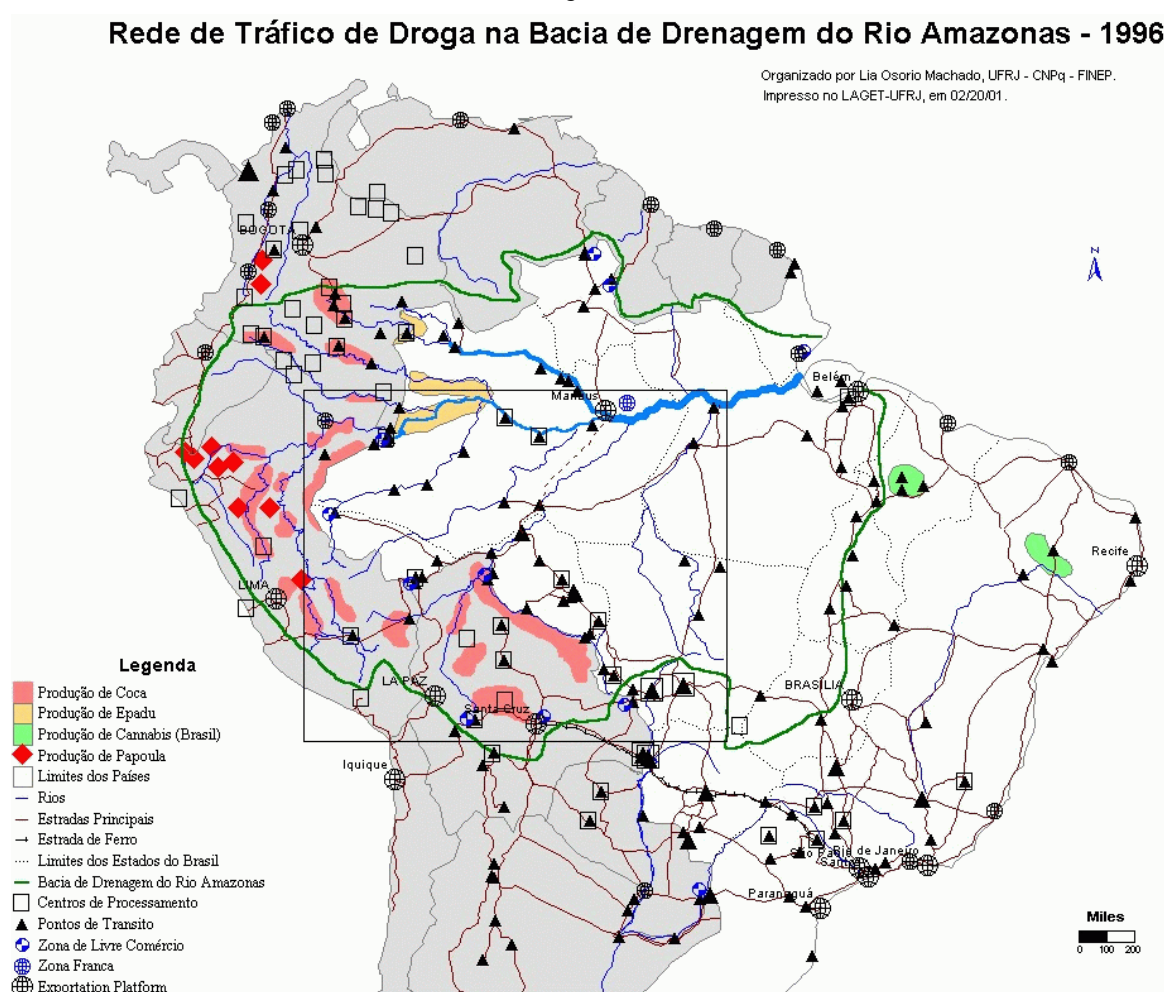 Rede de Tráfico de Droga na Bacia de Drenagem do Rio Amazonas - 1996
Organizado por Lia Osorio Machado, UFRJ - CNPq - FINEP.
Impresso no LAGET-UFRJ, em 02/20/01.
BOGOTA
N
Manaus
Belém
Recife
LIMA
LA PAZ
Santa Cruz
BRASILIA
Iquique
Rio de Janeiro
São Paulo
Paranaguá
Legenda
Produção de Coca
Produção de Epadu
Produção de Cannabis (Brasil)
Produção de Papoula
Limites dos Países
Rios
Estradas Principais
Estrada de Ferro
Limites dos Estados do Brasil
Bacia de Drenagem do Rio Amazonas
Centros de Processamento
Pontos de Transito
Zona de Livre Comércio
Zona Franca
Exportation Platform
Miles
100 0 100 200